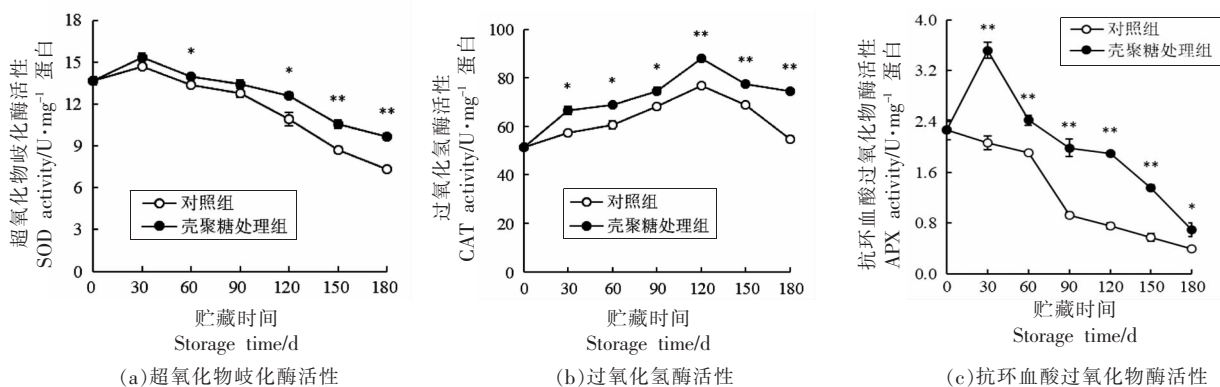 超氧化物歧化酶活性
SOD activity/U·mg⁻¹ 蛋白
18
15
12
9
6
3
0
*
*
**
**
对照组
壳聚糖处理组
0 30 60 90 120 150 180
贮藏时间
Storage time/d
(a)超氧化物歧化酶活性
过氧化氢酶活性
CAT activity/U·mg⁻¹ 蛋白
100
80
60
40
20
0
*
*
*
**
**
**
对照组
壳聚糖处理组
0 30 60 90 120 150 180
贮藏时间
Storage time/d
(b)过氧化氢酶活性
抗环血酸过氧化物酶活性
APX activity/U·mg⁻¹ 蛋白
4.0
3.2
2.4
1.6
0.8
0.0
**
**
**
**
**
*
对照组
壳聚糖处理组
0 30 60 90 120 150 180
贮藏时间
Storage time/d
(c)抗环血酸过氧化物酶活性